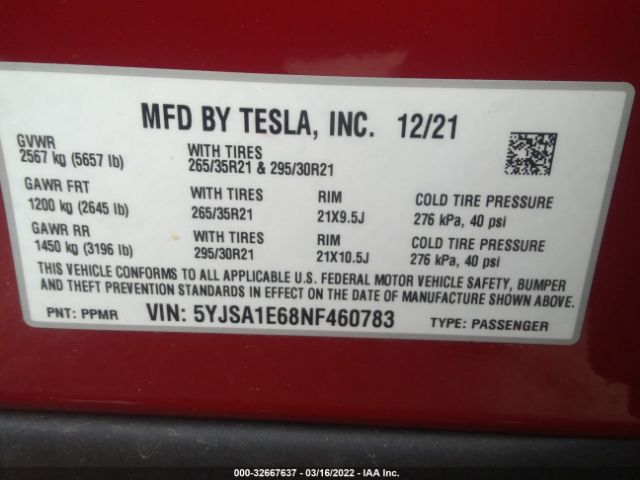 MFD BY TESLA, INC. 12/21
GVWR
2567 kg (5657 lb)
WITH TIRES
265/35R21 & 295/30R21
GAWR FRT
1200 kg (2645 lb)
WITH TIRES
265/35R21
RIM
21X9.5J
COLD TIRE PRESSURE
276 kPa, 40 psi
GAWR RR
1450 kg (3196 lb)
WITH TIRES
295/30R21
RIM
21X10.5J
COLD TIRE PRESSURE
276 kPa, 40 psi
THIS VEHICLE CONFORMS TO ALL APPLICABLE U.S. FEDERAL MOTOR VEHICLE SAFETY, BUMPER
AND THEFT PREVENTION STANDARDS IN EFFECT ON THE DATE OF MANUFACTURE SHOWN ABOVE.
PNT: PPMR VIN: 5YJSA1E68NF460783 TYPE: PASSENGER
000-32667637 - 03/16/2022 - IAA Inc.